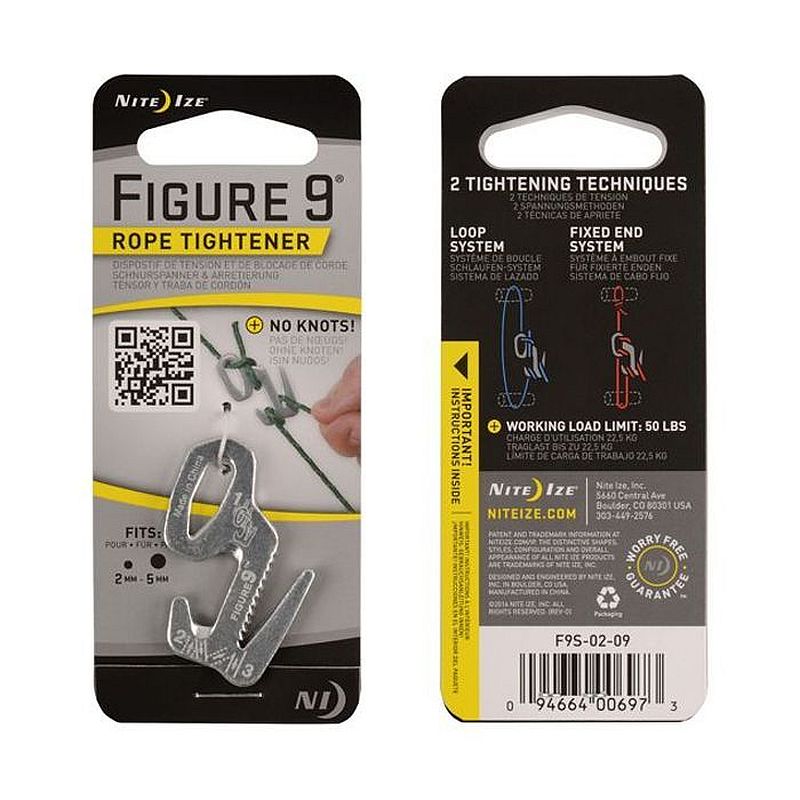 NITE IZE®
FIGURE 9®
ROPE TIGHTENER
DISPOSITIF DE TENSION ET DE BLOCAGE DE CORDE
SCHNURSPANNER & ARRETIERUNG
TENSOR Y TRABA DE CORDÓN
NO KNOTS!
PAS DE NŒUDS!
OHNE KNOTEN!
¡SIN NUDOS!
Made in China
1
FIGURE 9™
2
3
FITS:
POUR • FÜR •
2 MM - 5 MM
NI
2 TIGHTENING TECHNIQUES
2 TECHNIQUES DE TENSION
2 SPANNUNGSMETHODEN
2 TÉCNICAS DE APRIETE
LOOP
SYSTEM
SYSTÈME DE BOUCLE
SCHLAUFEN-SYSTEM
SISTEMA DE LAZADO
FIXED END
SYSTEM
SYSTÈME À EMBOUT FIXE
FÜR FIXIERTE ENDEN
SISTEMA DE CABO FIJO
IMPORTANT!
INSTRUCTIONS INSIDE
WORKING LOAD LIMIT: 50 LBS
CHARGE D'UTILISATION 22,5 KG
TRAGLAST BIS ZU 22,5 KG
LÍMITE DE CARGA DE TRABAJO 22,5 KG
NITE IZE®
NITEIZE.COM
Nite Ize, Inc.
5660 Central Ave
Boulder, CO 80301 USA
303-449-2576
PATENT AND TRADEMARK INFORMATION AT
NITEIZE.COM/IP. THE DISTINCTIVE SHAPES,
STYLES, CONFIGURATION AND OVERALL
APPEARANCE OF ALL NITE IZE PRODUCTS
ARE TRADEMARKS OF NITE IZE, INC.
DESIGNED AND ENGINEERED BY NITE IZE,
INC. IN BOULDER, CO USA.
MANUFACTURED IN CHINA.
©2016 NITE IZE, INC. ALL
RIGHTS RESERVED. (REV-D)
WORRY FREE
NI
GUARANTEE™
Packaging
F9S-02-09
0 94664 00697 3